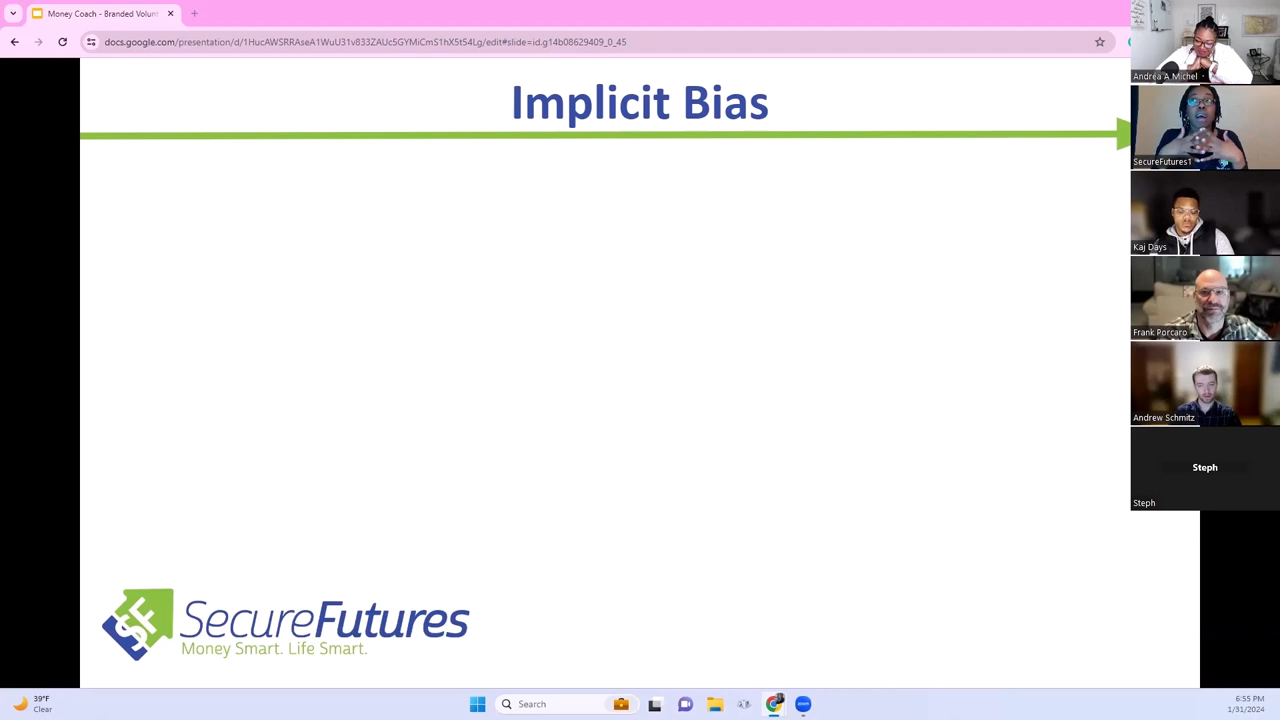 Money Coach - Branded Volun
docs.google.com/presentation/d/1HucAWSRRAseA1WuU31v833ZAUc5GYMiCmS1hX5t54Lg/edit#slide=id.g14b08629409_0_45
Implicit Bias
Andrea A Michel
SecureFutures1
Kaj Days
Frank Porcaro
Andrew Schmitz
Steph
Steph
SF
SecureFutures
Money Smart. Life Smart.
39°F
Clear
Search
zoom
6:55 PM
1/31/2024